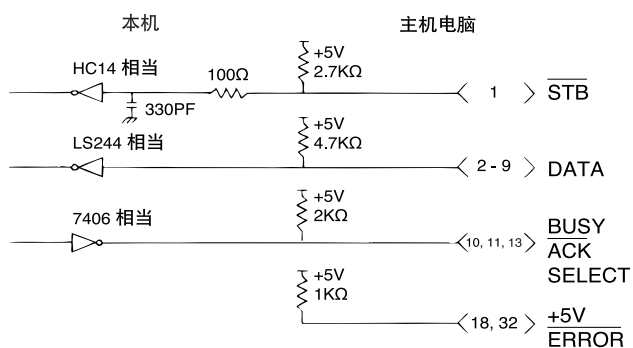 本机
主机电脑
HC14 相当
100Ω
+5V
2.7KΩ
330PF
1
STB
LS244 相当
+5V
4.7KΩ
2 - 9
DATA
7406 相当
+5V
2KΩ
10, 11, 13
BUSY
ACK
SELECT
+5V
1KΩ
18, 32
+5V
ERROR